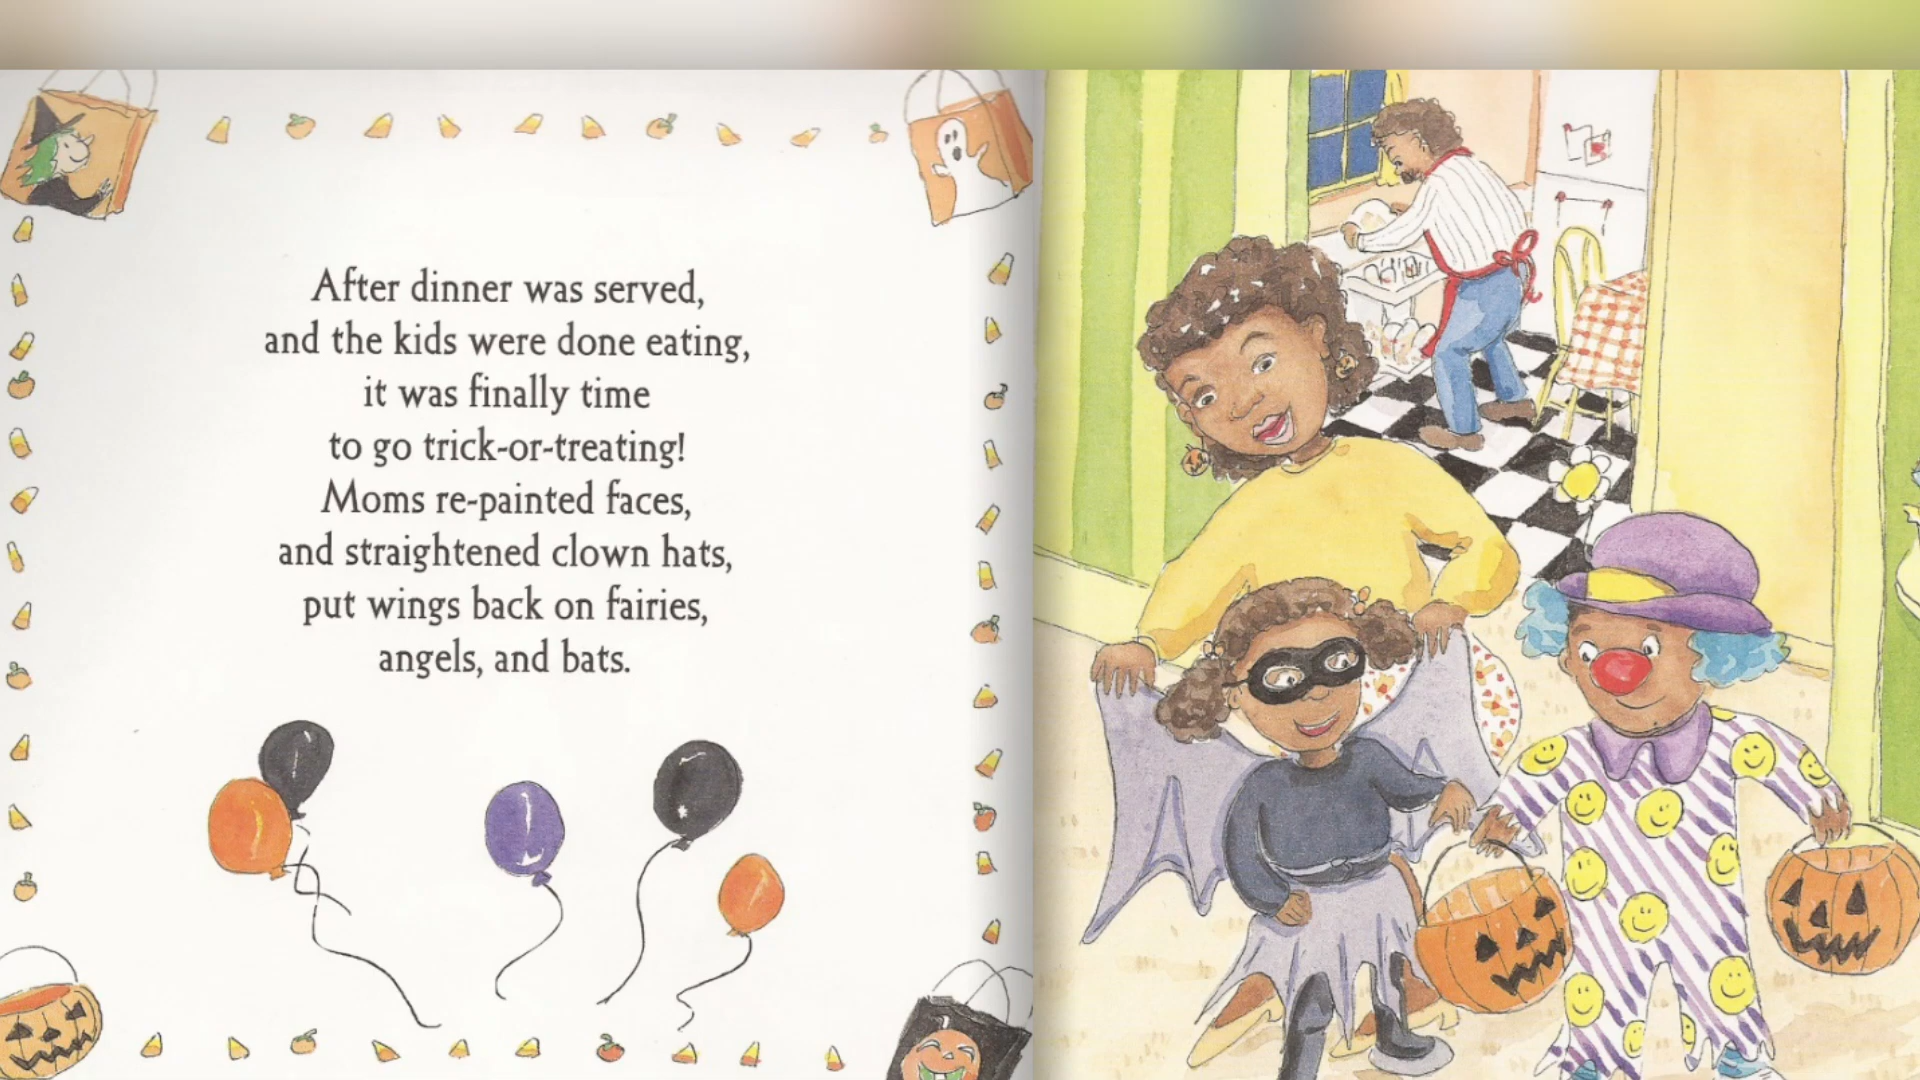 After dinner was served,
and the kids were done eating,
it was finally time
to go trick-or-treating!
Moms re-painted faces,
and straightened clown hats,
put wings back on fairies,
angels, and bats.